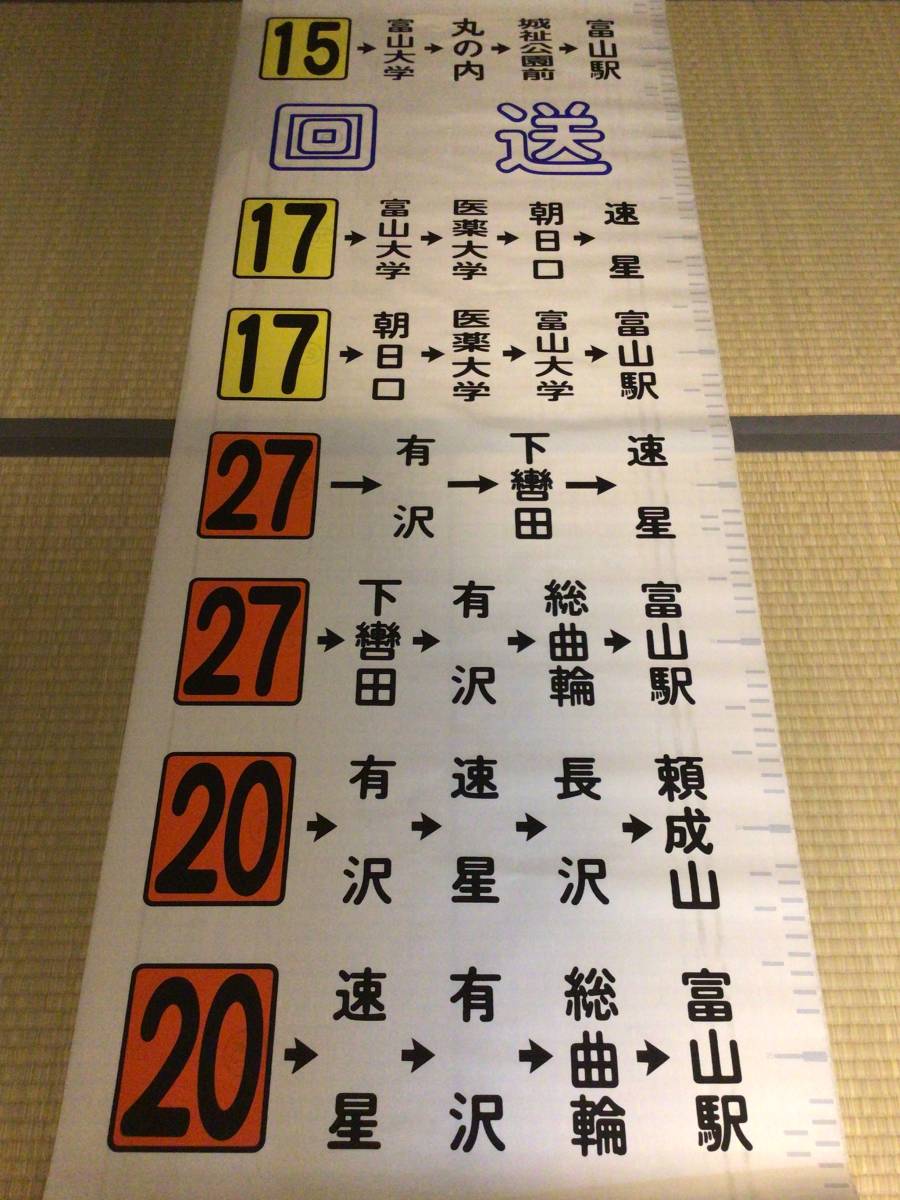 15 → 富山大学 → 丸の内 → 城祉公園前 → 富山駅
回送
17 → 富山大学 → 医薬大学 → 朝日口 → 速星
17 → 朝日口 → 医薬大学 → 富山大学 → 富山駅
27 → 有沢 → 下轡田 → 速星
27 → 下轡田 → 有沢 → 総曲輪 → 富山駅
20 → 有沢 → 速星 → 長沢 → 頼成山
20 → 速星 → 有沢 → 総曲輪 → 富山駅